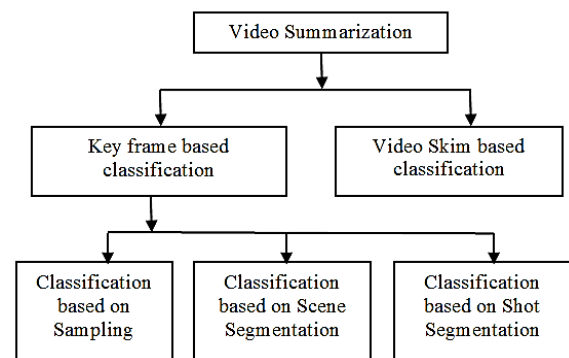 Video Summarization
Key frame based
classification
Video Skim based
classification
Classification
based on
Sampling
Classification
based on Scene
Segmentation
Classification
based on Shot
Segmentation